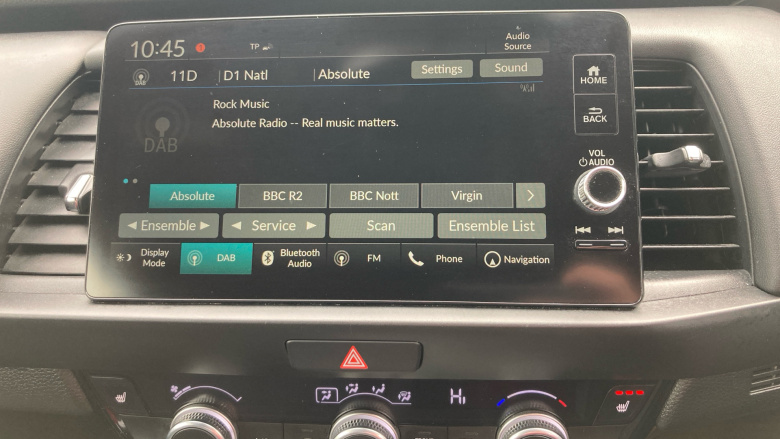 10:45 TP Audio Source
DAB 11D D1 Natl Absolute Settings Sound
HOME
Rock Music
Absolute Radio -- Real music matters.
DAB
BACK
VOL
AUDIO
Absolute BBC R2 BBC Nott Virgin >
Ensemble Service Scan Ensemble List
Display Mode DAB Bluetooth Audio FM Phone Navigation
Hi